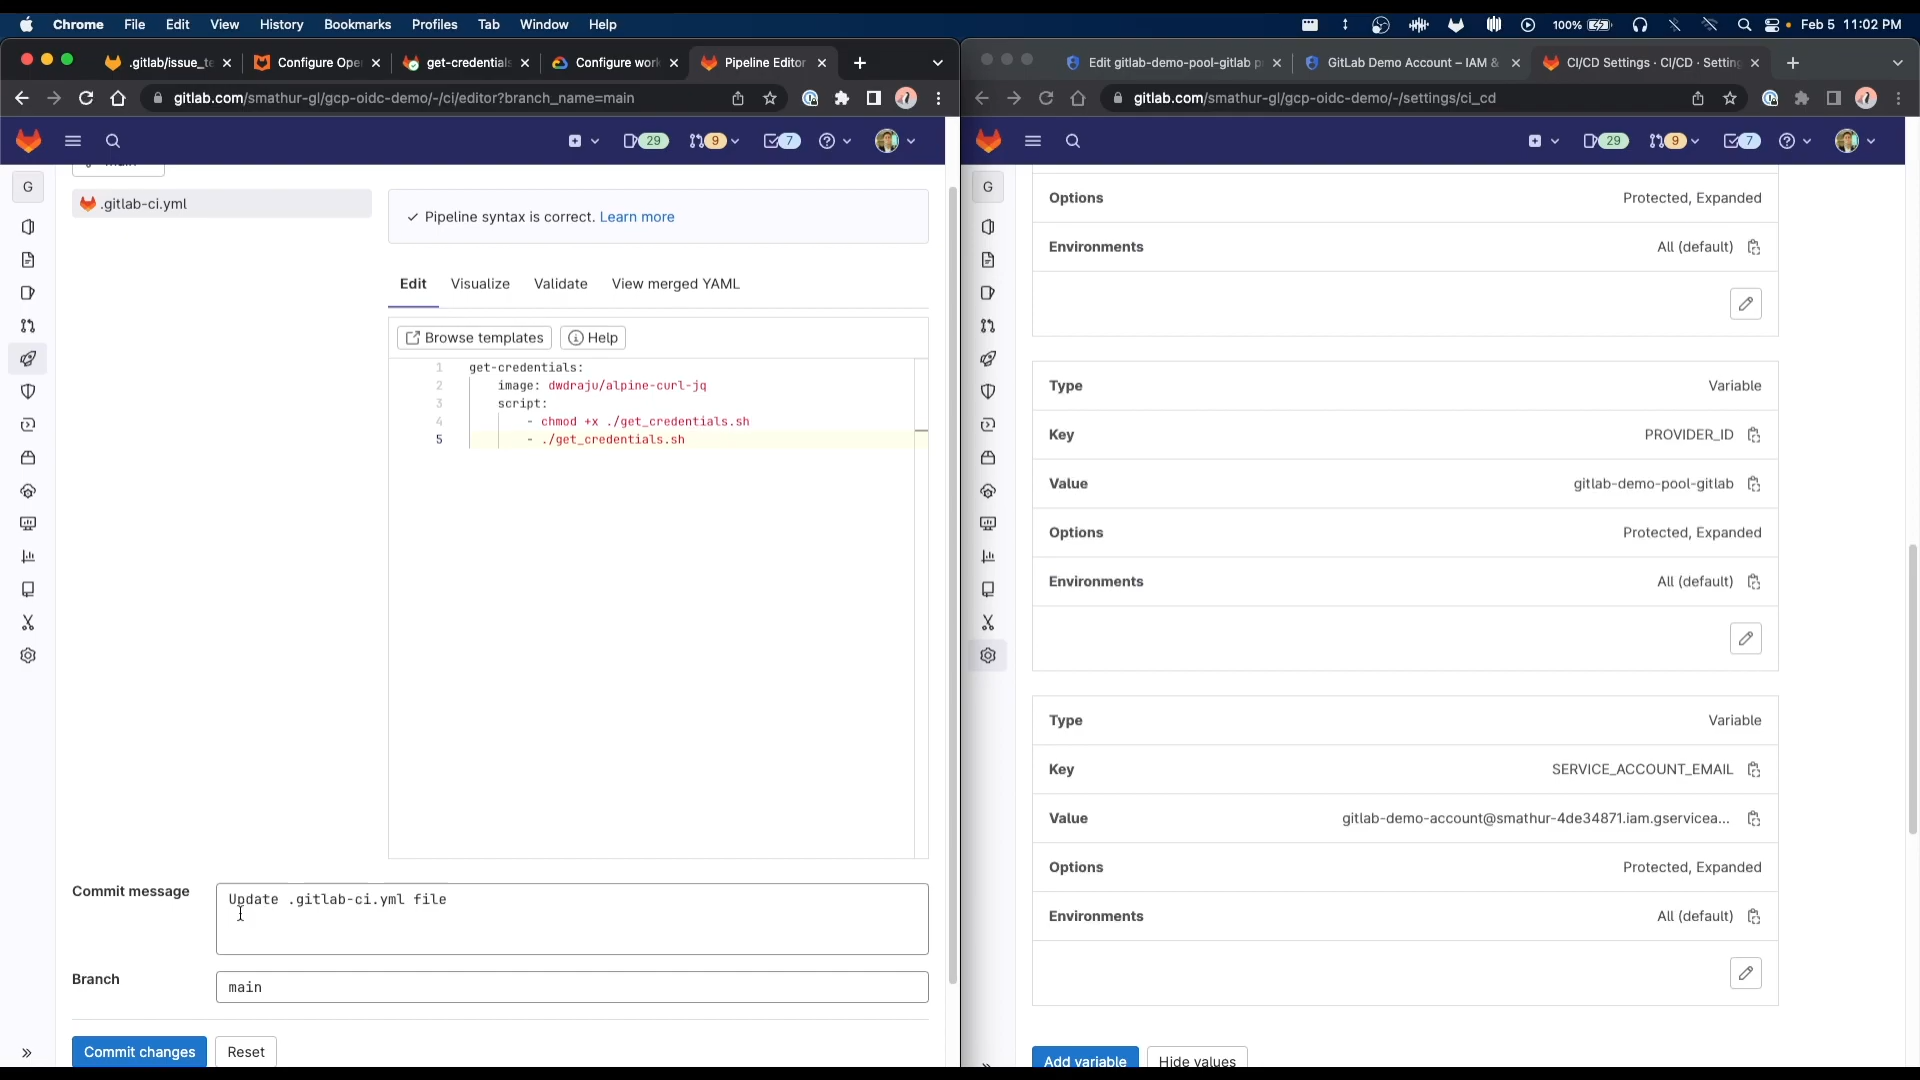 Chrome File Edit View History Bookmarks Profiles Tab Window Help
100% Feb 5 11:02 PM
.gitlab/issue_te
Configure Ope
get-credentials
Configure work
Pipeline Editor
gitlab.com/smathur-gl/gcp-oidc-demo/-/ci/editor?branch_name=main
29 9 7
G
main
.gitlab-ci.yml
Pipeline syntax is correct. Learn more
Edit Visualize Validate View merged YAML
Browse templates Help
1 get-credentials:
2 image: dwdraju/alpine-curl-jq
3 script:
4 - chmod +x ./get_credentials.sh
5 - ./get_credentials.sh
Commit message
Update .gitlab-ci.yml file
Branch
main
Commit changes Reset
Edit gitlab-demo-pool-gitlab p
GitLab Demo Account – IAM &
CI/CD Settings · CI/CD · Setting
gitlab.com/smathur-gl/gcp-oidc-demo/-/settings/ci_cd
29 9 7
G
Options Protected, Expanded
Environments All (default)
Type Variable
Key PROVIDER_ID
Value gitlab-demo-pool-gitlab
Options Protected, Expanded
Environments All (default)
Type Variable
Key SERVICE_ACCOUNT_EMAIL
Value gitlab-demo-account@smathur-4de34871.iam.gservicea...
Options Protected, Expanded
Environments All (default)
Add variable Hide values